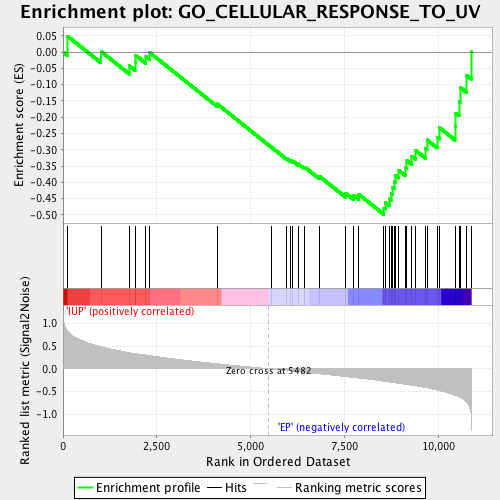 Enrichment plot: GO_CELLULAR_RESPONSE_TO_UV
Enrichment score (ES)
0.05
0.00
-0.05
-0.10
-0.15
-0.20
-0.25
-0.30
-0.35
-0.40
-0.45
-0.50
'IUP' (positively correlated)
Ranked list metric (Signal2Noise)
1.0
0.5
0.0
-0.5
-1.0
Zero cross at 5482
'EP' (negatively correlated)
0 2,500 5,000 7,500 10,000
Rank in Ordered Dataset
Enrichment profile Hits Ranking metric scores